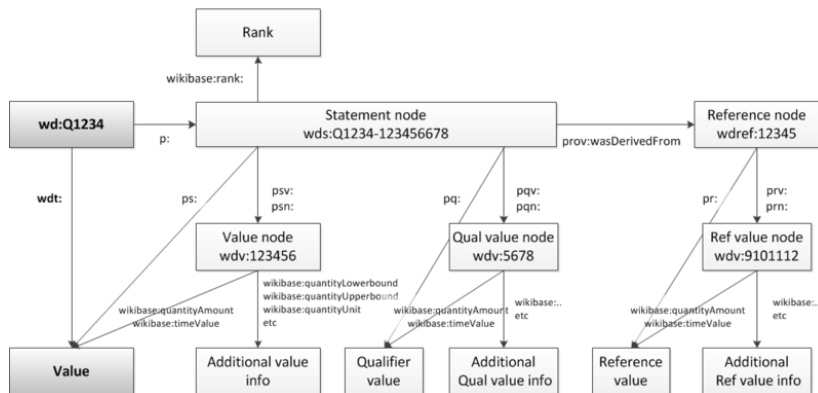 Rank
wikibase:rank:
wd:Q1234
p:
Statement node
wds:Q1234-123456678
prov:wasDerivedFrom
Reference node
wdref:12345
wdt:
ps:
psv:
psn:
pq:
pqv:
pqn:
pr:
prv:
prn:
Value node
wdv:123456
Qual value node
wdv:5678
Ref value node
wdv:9101112
wikibase:quantityAmount
wikibase:timeValue
wikibase:quantityLowerbound
wikibase:quantityUpperbound
wikibase:quantityUnit
etc
wikibase:quantityAmount
wikibase:timeValue
wikibase:..
etc
wikibase:quantityAmount
wikibase:timeValue
wikibase:..
etc
Value
Additional value
info
Qualifier
value
Additional
Qual value info
Reference
value
Additional
Ref value info